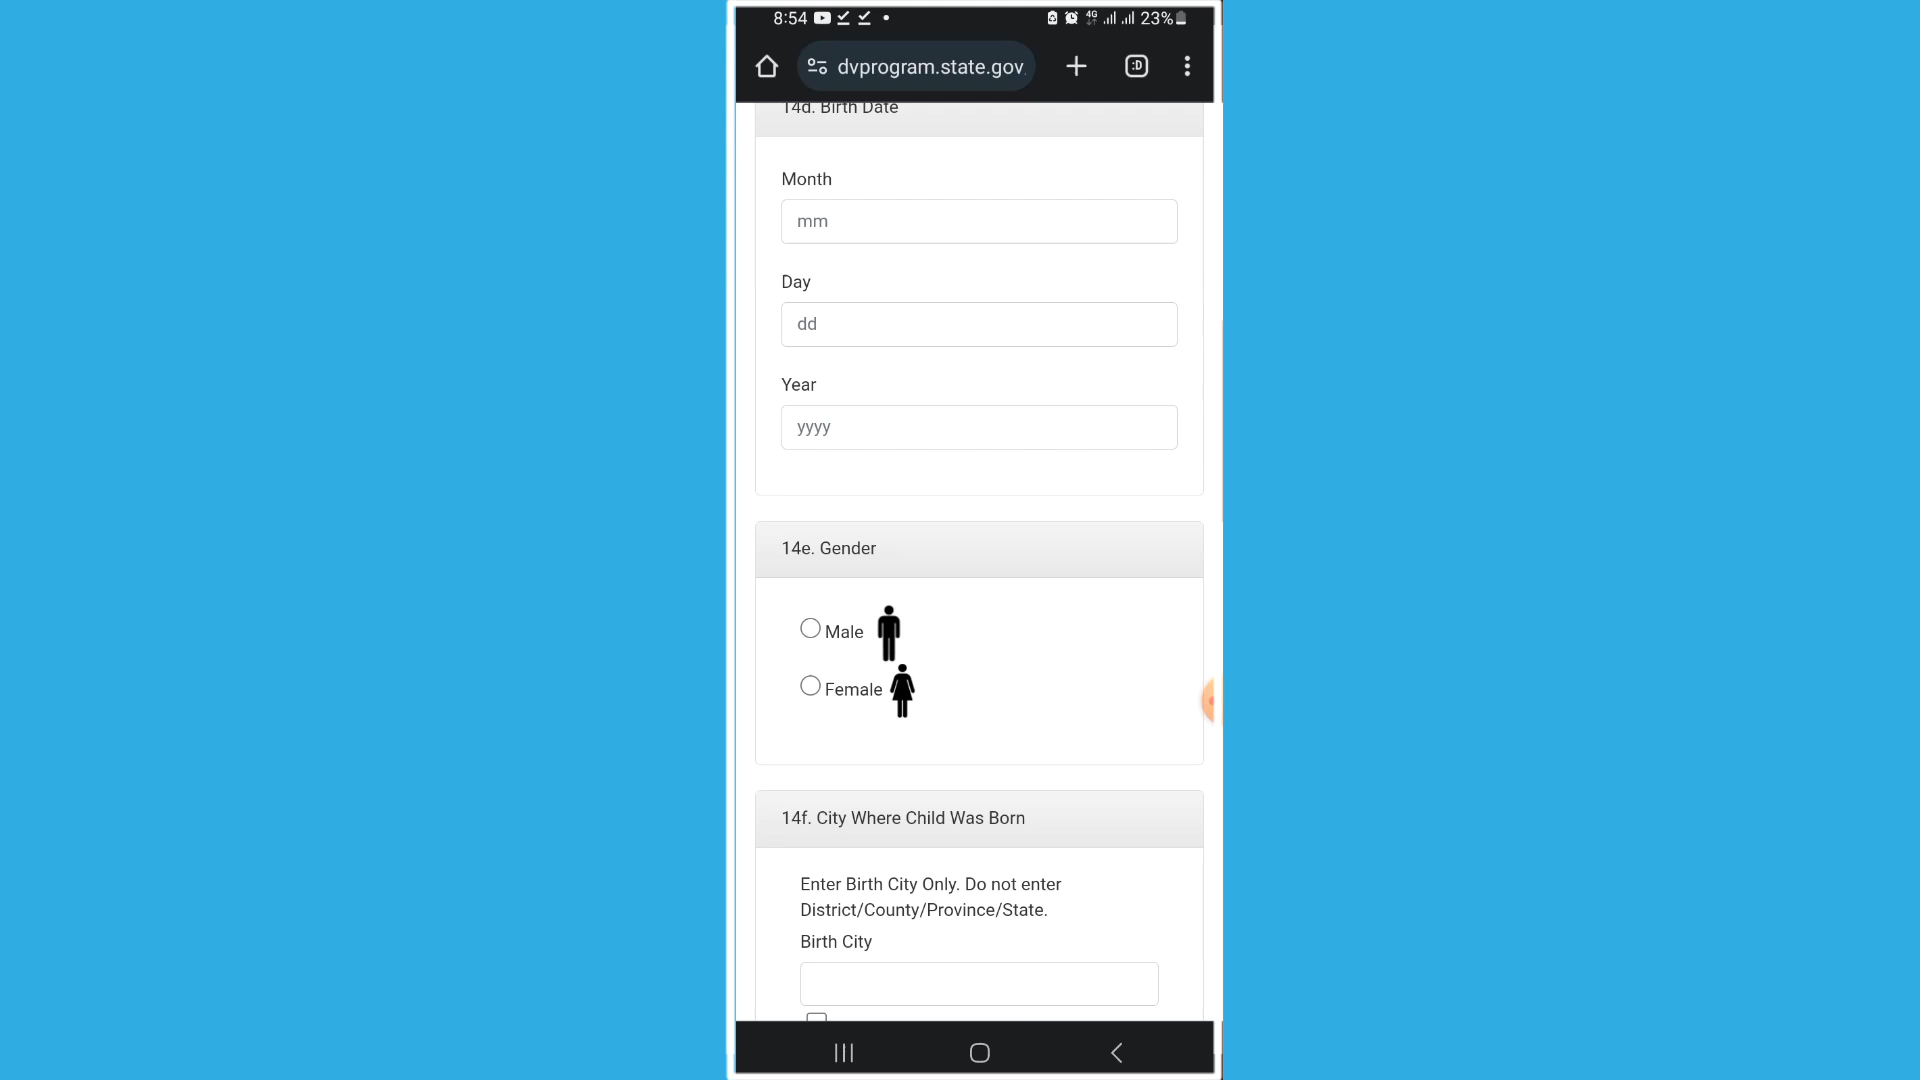 8:54
4G 23%
dvprogram.state.gov
:D
14d. Birth Date
Month
mm
Day
dd
Year
yyyy
14e. Gender
Male
Female
14f. City Where Child Was Born
Enter Birth City Only. Do not enter
District/County/Province/State.
Birth City